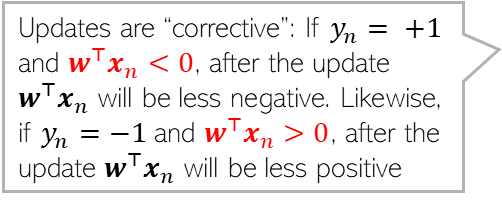 Updates are “corrective”: If yₙ = +1
and w⊤xₙ < 0, after the update
w⊤xₙ will be less negative. Likewise,
if yₙ = −1 and w⊤xₙ > 0, after the
update w⊤xₙ will be less positive